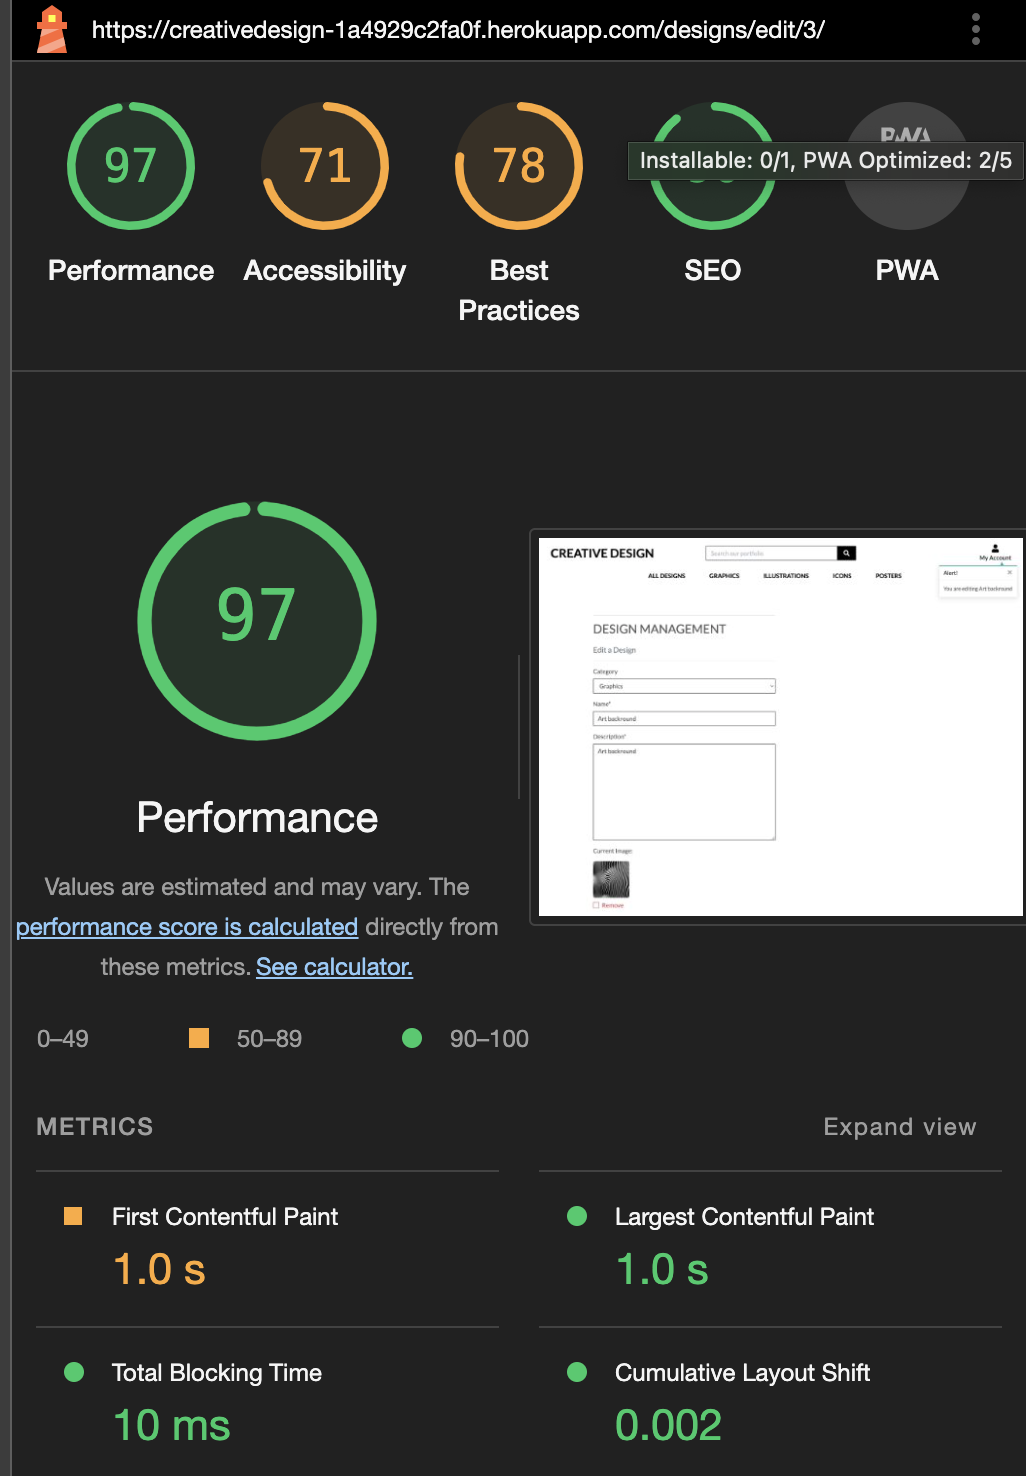 https://creativedesign-1a4929c2fa0f.herokuapp.com/designs/edit/3/
97
71
78
PWA
Installable: 0/1, PWA Optimized: 2/5
Performance
Accessibility
Best
Practices
SEO
PWA
97
Performance
Values are estimated and may vary. The
performance score is calculated directly from
these metrics. See calculator.
CREATIVE DESIGN
Search our portfolio
My Account
ALL DESIGNS
GRAPHICS
ILLUSTRATIONS
ICONS
POSTERS
Alert!
You are editing Art backround
DESIGN MANAGEMENT
Edit a Design
Category
Graphics
Name*
Art backround
Description*
Art backround
Current Image:
Remove
0–49
50–89
90–100
METRICS
Expand view
First Contentful Paint
1.0 s
Largest Contentful Paint
1.0 s
Total Blocking Time
10 ms
Cumulative Layout Shift
0.002